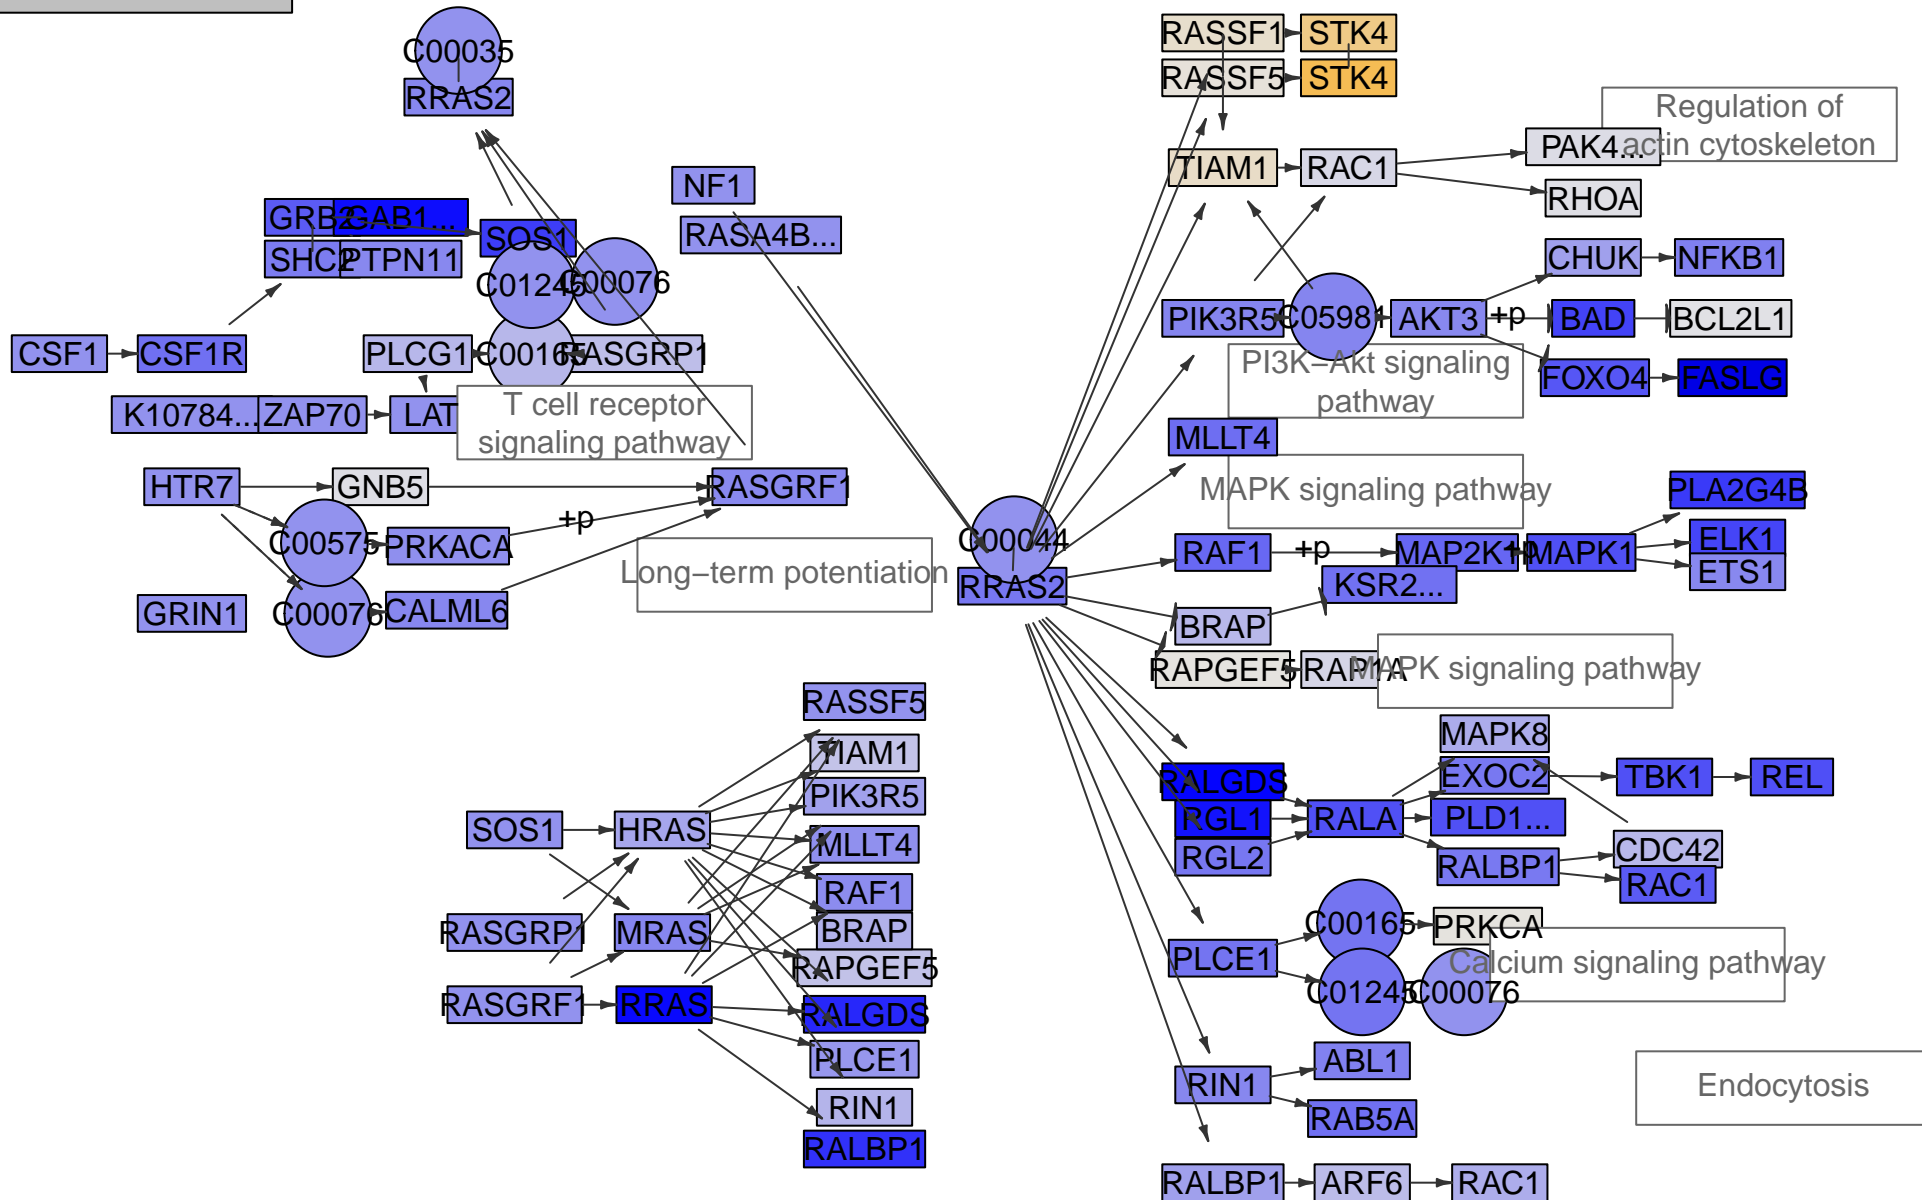 C00035
RRAS2
NF1
RASA4B...
GRB2
GAB1...
SOS1
SHC2
PTPN11
C01245
C00076
CSF1
CSF1R
PLCG1
C00165
RASGRP1
K10784...
ZAP70
LAT
T cell receptor
signaling pathway
HTR7
GNB5
RASGRF1
+p
C00575
PRKACA
GRIN1
C00076
CALML6
Long–term potentiation
C00044
RRAS2
RASSF1
STK4
RASSF5
STK4
Regulation of
actin cytoskeleton
PAK4...
TIAM1
RAC1
RHOA
CHUK
NFKB1
PIK3R5
C05981
AKT3
+p
BAD
BCL2L1
FOXO4
FASLG
PI3K–Akt signaling
pathway
MLLT4
MAPK signaling pathway
PLA2G4B
RAF1
+p
MAP2K1
+p
MAPK1
ELK1
ETS1
KSR2...
BRAP
RAPGEF5
RAP1A
MAPK signaling pathway
MAPK8
RALGDS
EXOC2
TBK1
REL
RGL1
RALA
PLD1...
RGL2
RALBP1
CDC42
RAC1
C00165
PRKCA
PLCE1
Calcium signaling pathway
C01245
C00076
RIN1
ABL1
RAB5A
Endocytosis
RALBP1
ARF6
RAC1
RASSF5
TIAM1
PIK3R5
SOS1
HRAS
MLLT4
RAF1
RASGRP1
MRAS
BRAP
RAPGEF5
RASGRF1
RRAS
RALGDS
PLCE1
RIN1
RALBP1